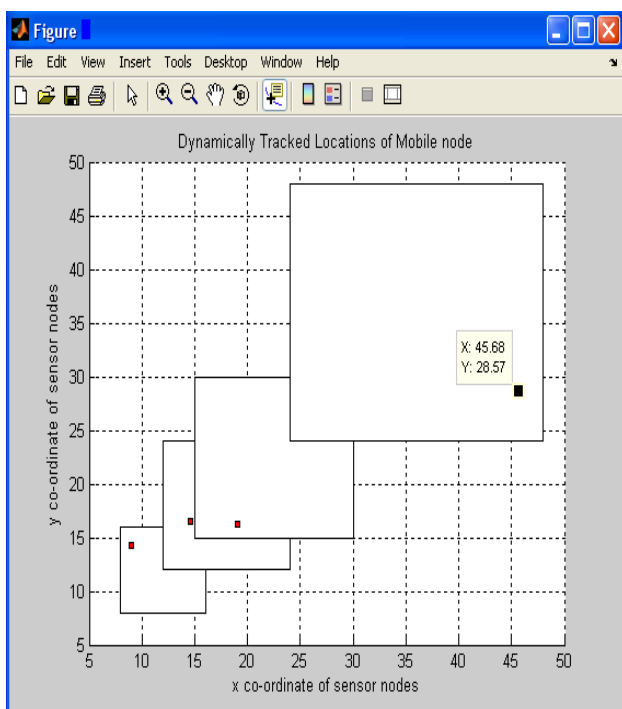 Figure
File Edit View Insert Tools Desktop Window Help
Dynamically Tracked Locations of Mobile node
50
45
40
35
30
25
20
15
10
5
y co-ordinate of sensor nodes
X: 45.68
Y: 28.57
5 10 15 20 25 30 35 40 45 50
x co-ordinate of sensor nodes